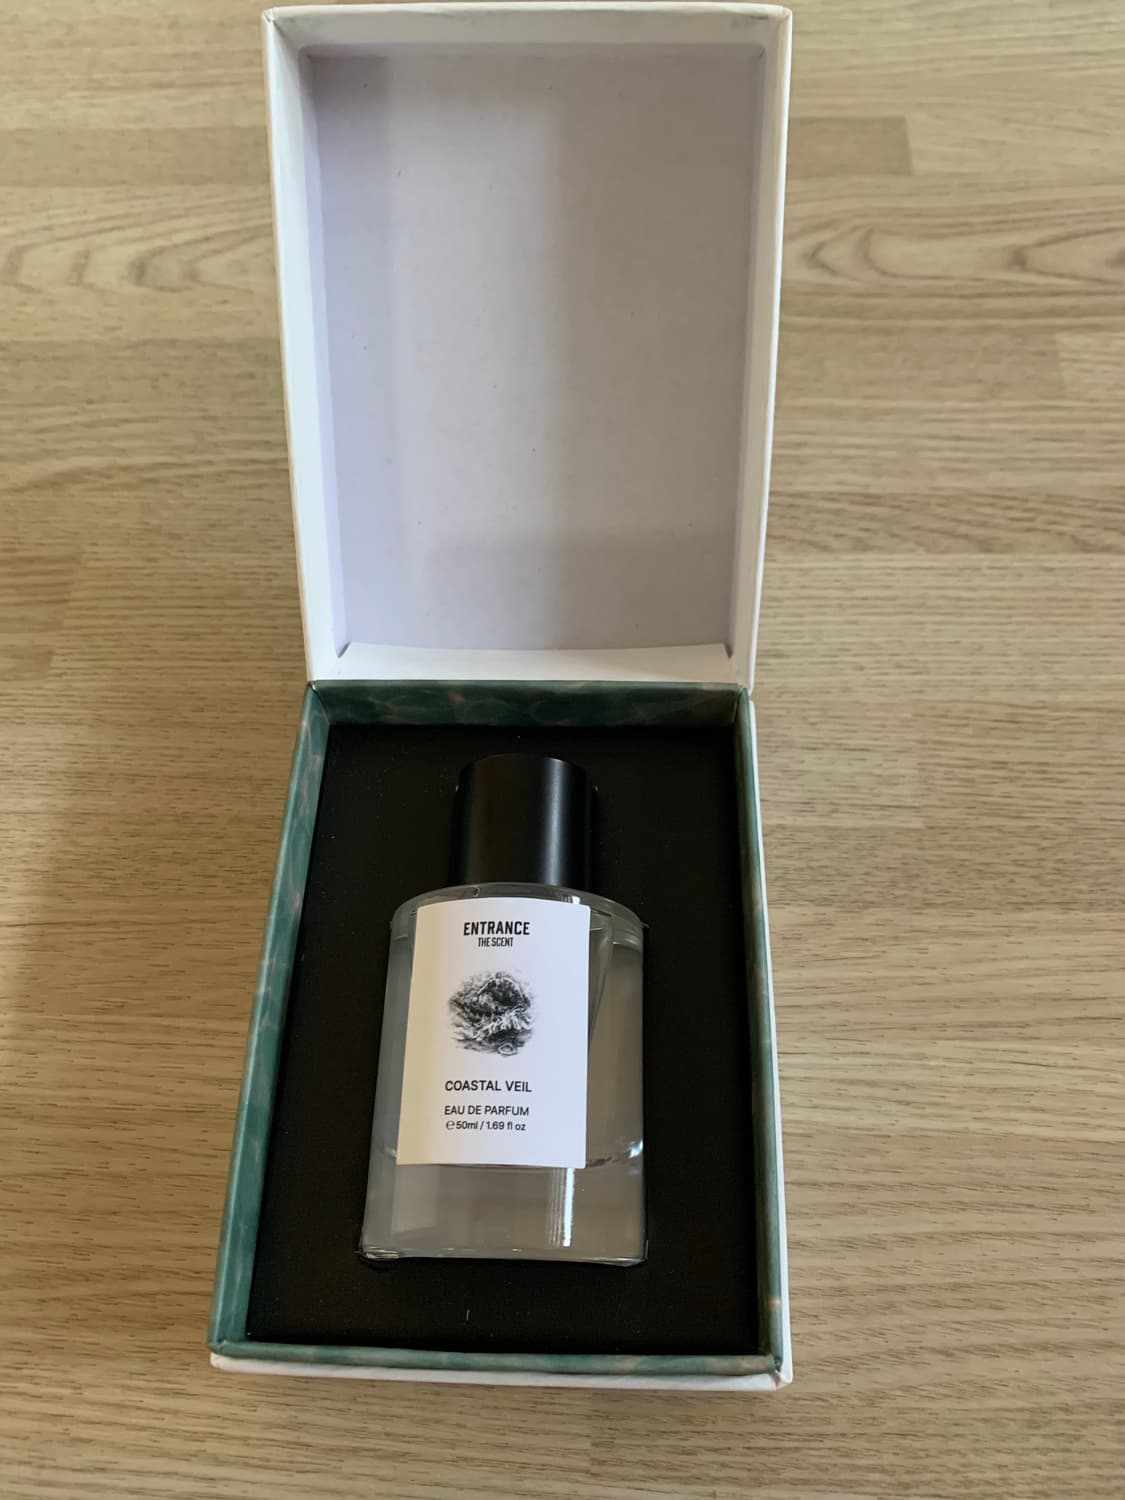 ENTRANCE
THE SCENT
COASTAL VEIL
EAU DE PARFUM
℮50ml / 1.69 fl oz